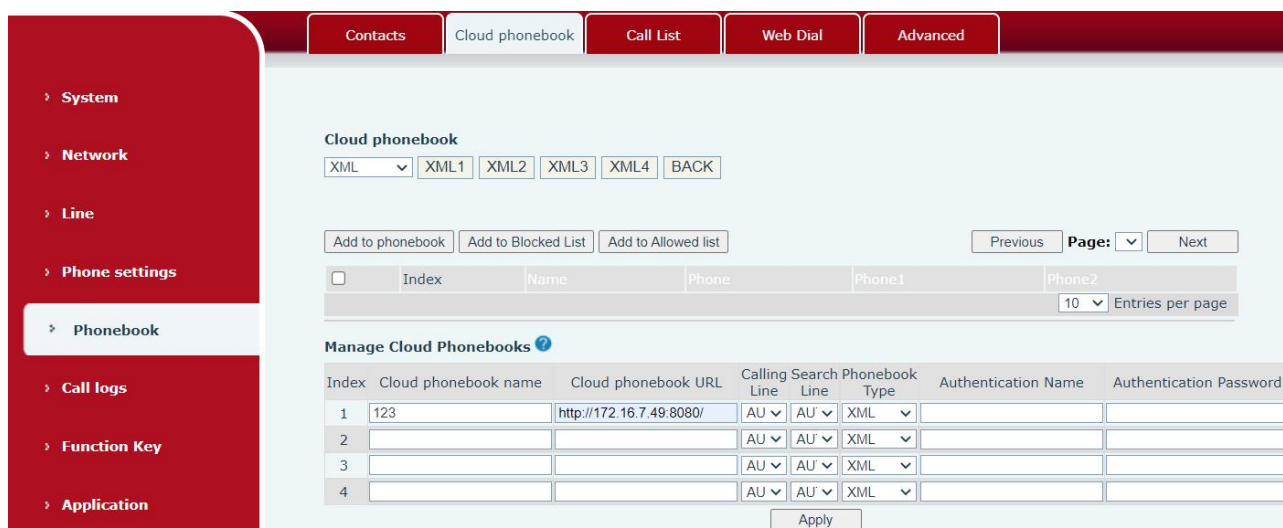 Contacts Cloud phonebook Call List Web Dial Advanced
System
Network
Line
Phone settings
Phonebook
Call logs
Function Key
Application
Cloud phonebook
XML XML1 XML2 XML3 XML4 BACK
Add to phonebook Add to Blocked List Add to Allowed list Previous Page: Next
Index Name Phone Phone1 Phone2
10 Entries per page
Manage Cloud Phonebooks ?
Index Cloud phonebook name Cloud phonebook URL Calling Line Search Line Phonebook Type Authentication Name Authentication Password
1 123 http://172.16.7.49:8080/ AU AU XML
2 AU AU XML
3 AU AU XML
4 AU AU XML
Apply